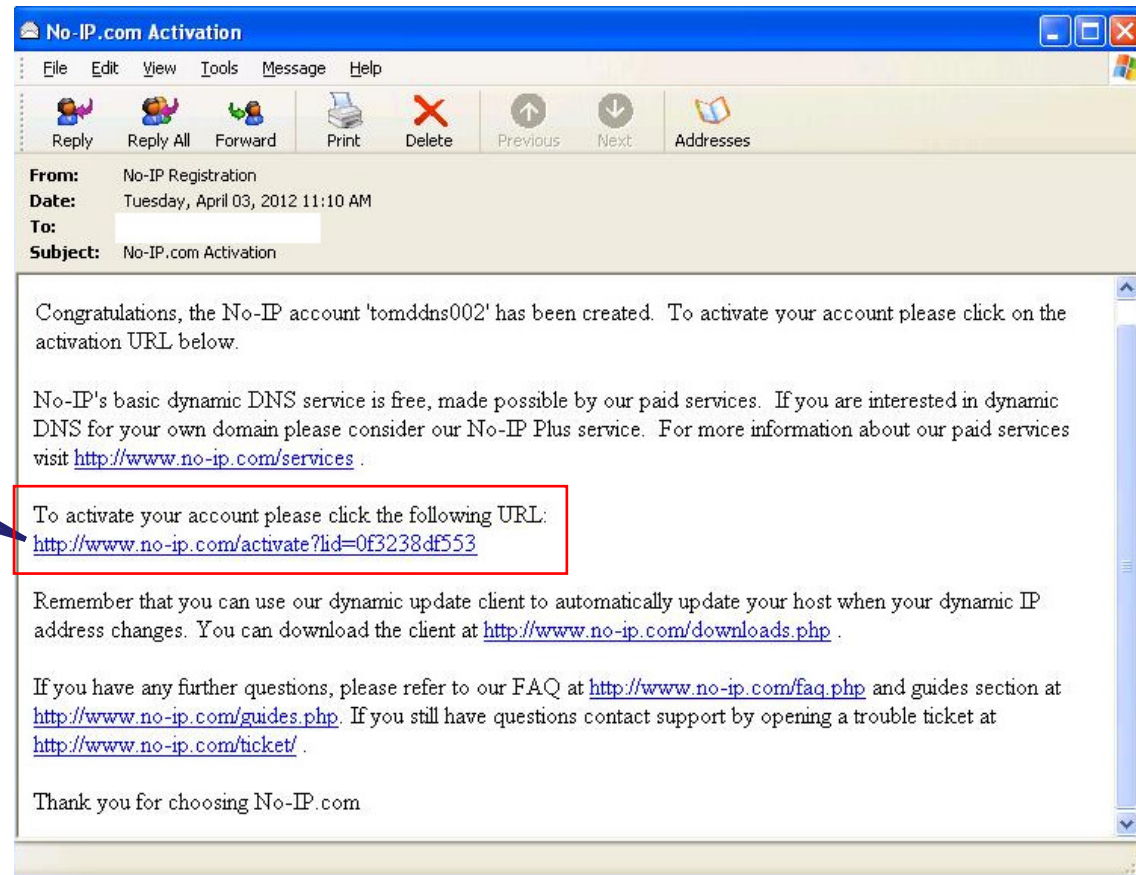 No-IP.com Activation
File Edit View Tools Message Help
Reply Reply All Forward Print Delete Previous Next Addresses
From: No-IP Registration
Date: Tuesday, April 03, 2012 11:10 AM
To:
Subject: No-IP.com Activation
Congratulations, the No-IP account 'tomddns002' has been created. To activate your account please click on the
activation URL below.
No-IP's basic dynamic DNS service is free, made possible by our paid services. If you are interested in dynamic
DNS for your own domain please consider our No-IP Plus service. For more information about our paid services
visit http://www.no-ip.com/services .
To activate your account please click the following URL:
http://www.no-ip.com/activate?lid=0f3238df553
Remember that you can use our dynamic update client to automatically update your host when your dynamic IP
address changes. You can download the client at http://www.no-ip.com/downloads.php .
If you have any further questions, please refer to our FAQ at http://www.no-ip.com/faq.php and guides section at
http://www.no-ip.com/guides.php. If you still have questions contact support by opening a trouble ticket at
http://www.no-ip.com/ticket/ .
Thank you for choosing No-IP.com